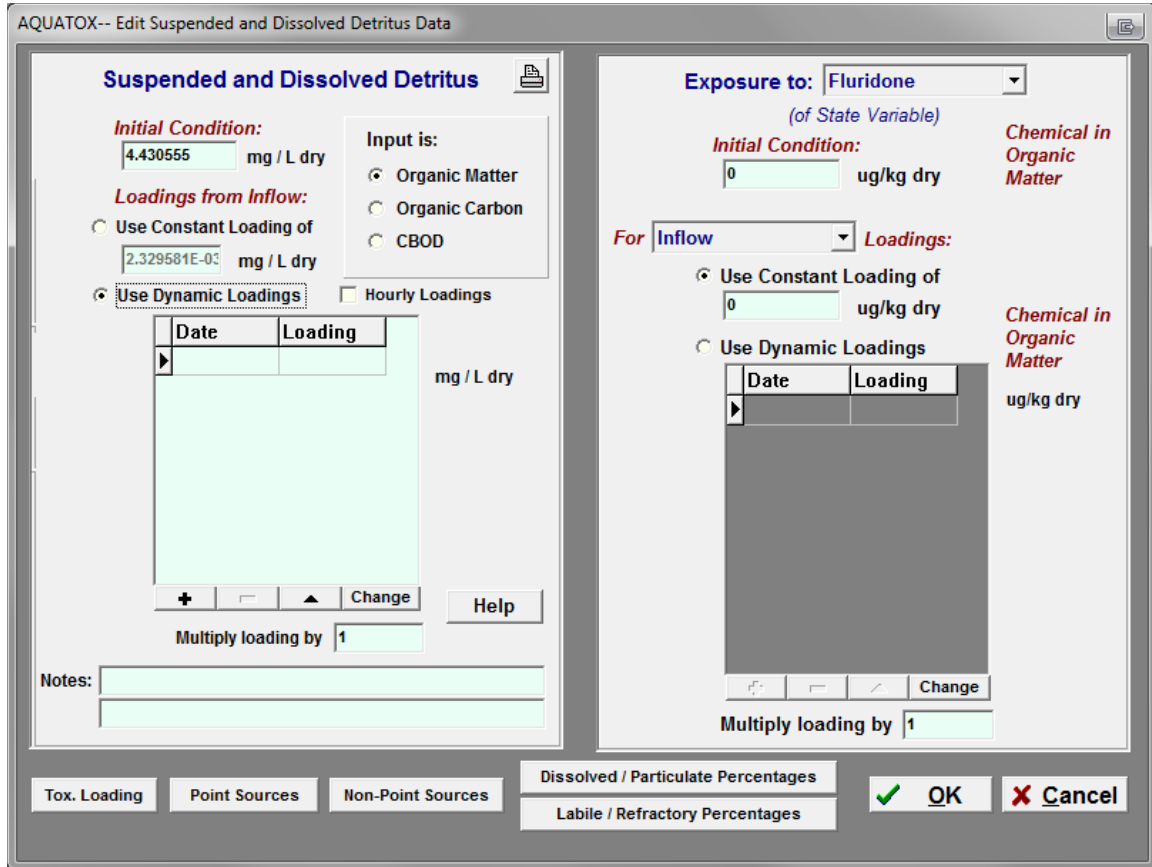 AQUATOX-- Edit Suspended and Dissolved Detritus Data
Suspended and Dissolved Detritus
Initial Condition:
4.430555 mg / L dry
Input is:
Organic Matter
Organic Carbon
CBOD
Loadings from Inflow:
Use Constant Loading of
2.329581E-03 mg / L dry
Use Dynamic Loadings
Hourly Loadings
Date Loading
mg / L dry
Change
Help
Multiply loading by 1
Notes:
Exposure to: Fluridone
(of State Variable)
Initial Condition:
0 ug/kg dry
Chemical in
Organic
Matter
For Inflow Loadings:
Use Constant Loading of
0 ug/kg dry
Use Dynamic Loadings
Chemical in
Organic
Matter
ug/kg dry
Date Loading
Change
Multiply loading by 1
Tox. Loading
Point Sources
Non-Point Sources
Dissolved / Particulate Percentages
Labile / Refractory Percentages
OK
Cancel